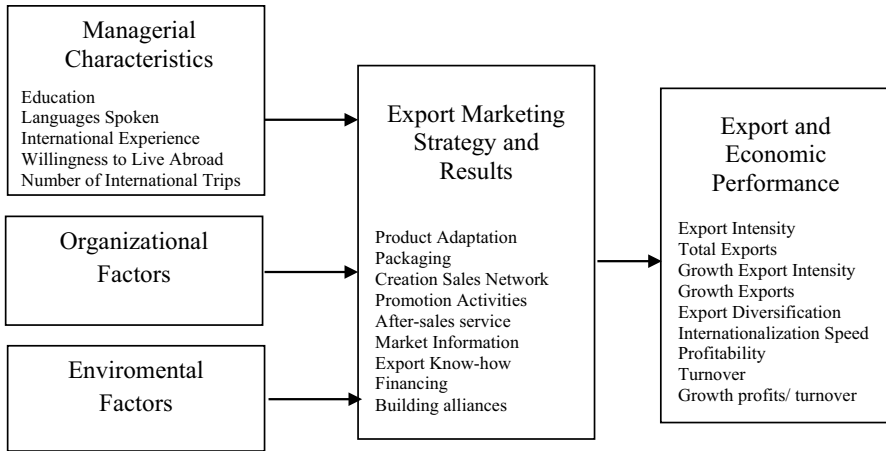 Managerial
Characteristics
Education
Languages Spoken
International Experience
Willingness to Live Abroad
Number of International Trips
Organizational
Factors
Enviromental
Factors
Export Marketing
Strategy and
Results
Product Adaptation
Packaging
Creation Sales Network
Promotion Activities
After-sales service
Market Information
Export Know-how
Financing
Building alliances
Export and
Economic
Performance
Export Intensity
Total Exports
Growth Export Intensity
Growth Exports
Export Diversification
Internationalization Speed
Profitability
Turnover
Growth profits/ turnover